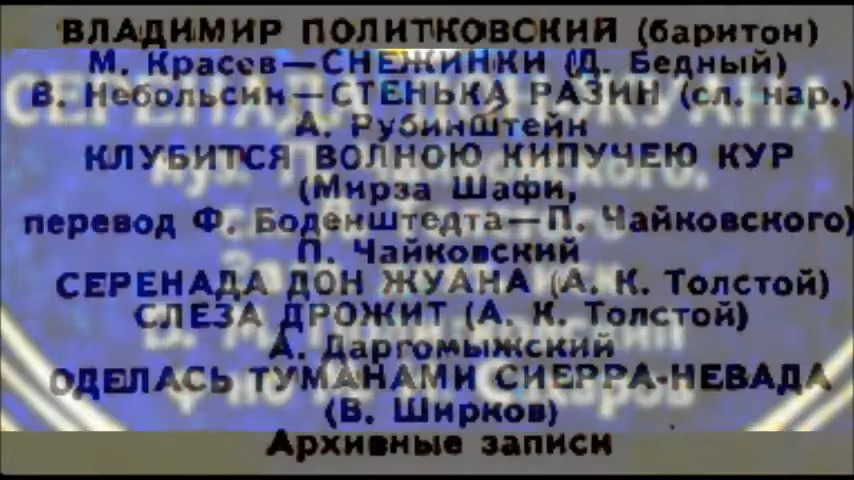 ВЛАДИМИР ПОЛИТКОВСКИЙ (баритон)
М. Красев—СНЕЖИНКИ (Д. Бедный)
В. Небольсин—СТЕНЬКА РАЗИН (сл. нар.)
А. Рубинштейн
КЛУБИТСЯ ВОЛНОЮ КИПУЧЕЮ КУР
(Мирза Шафи,
перевод Ф. Боденштедта—П. Чайковского)
П. Чайковский
СЕРЕНАДА ДОН ЖУАНА (А. К. Толстой)
СЛЕЗА ДРОЖИТ (А. К. Толстой)
А. Даргомыжский
ОДЕЛАСЬ ТУМАНАМИ СИЕРРА-НЕВАДА
(В. Ширков)
Архивные записи